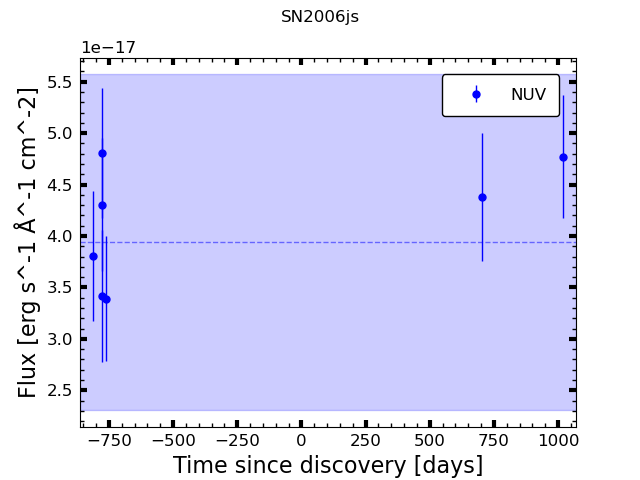 SN2006js
1e−17
NUV
5.5
5.0
4.5
4.0
3.5
3.0
2.5
Flux [erg s^-1 Å^-1 cm^-2]
−750 −500 −250 0 250 500 750 1000
Time since discovery [days]